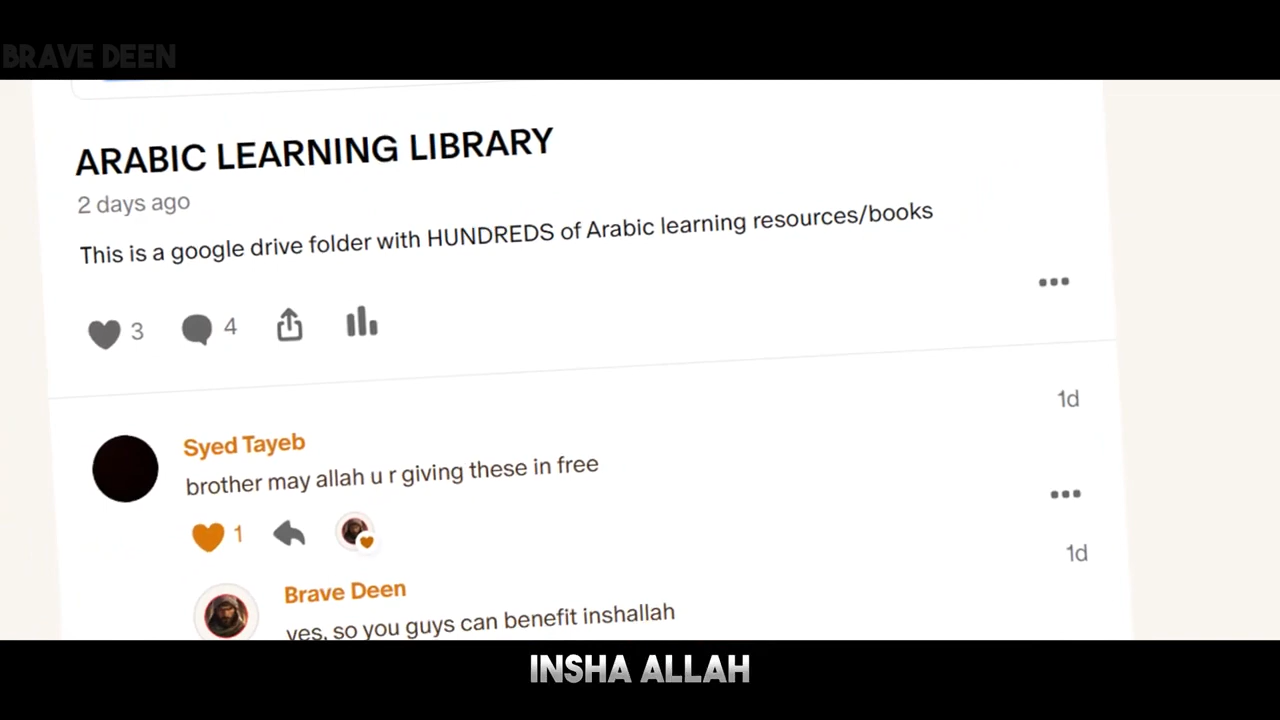 BRAVE DEEN
ARABIC LEARNING LIBRARY
2 days ago
This is a google drive folder with HUNDREDS of Arabic learning resources/books
3 4
1d
Syed Tayeb
brother may allah u r giving these in free
1
1d
Brave Deen
yes, so you guys can benefit inshallah
INSHA ALLAH